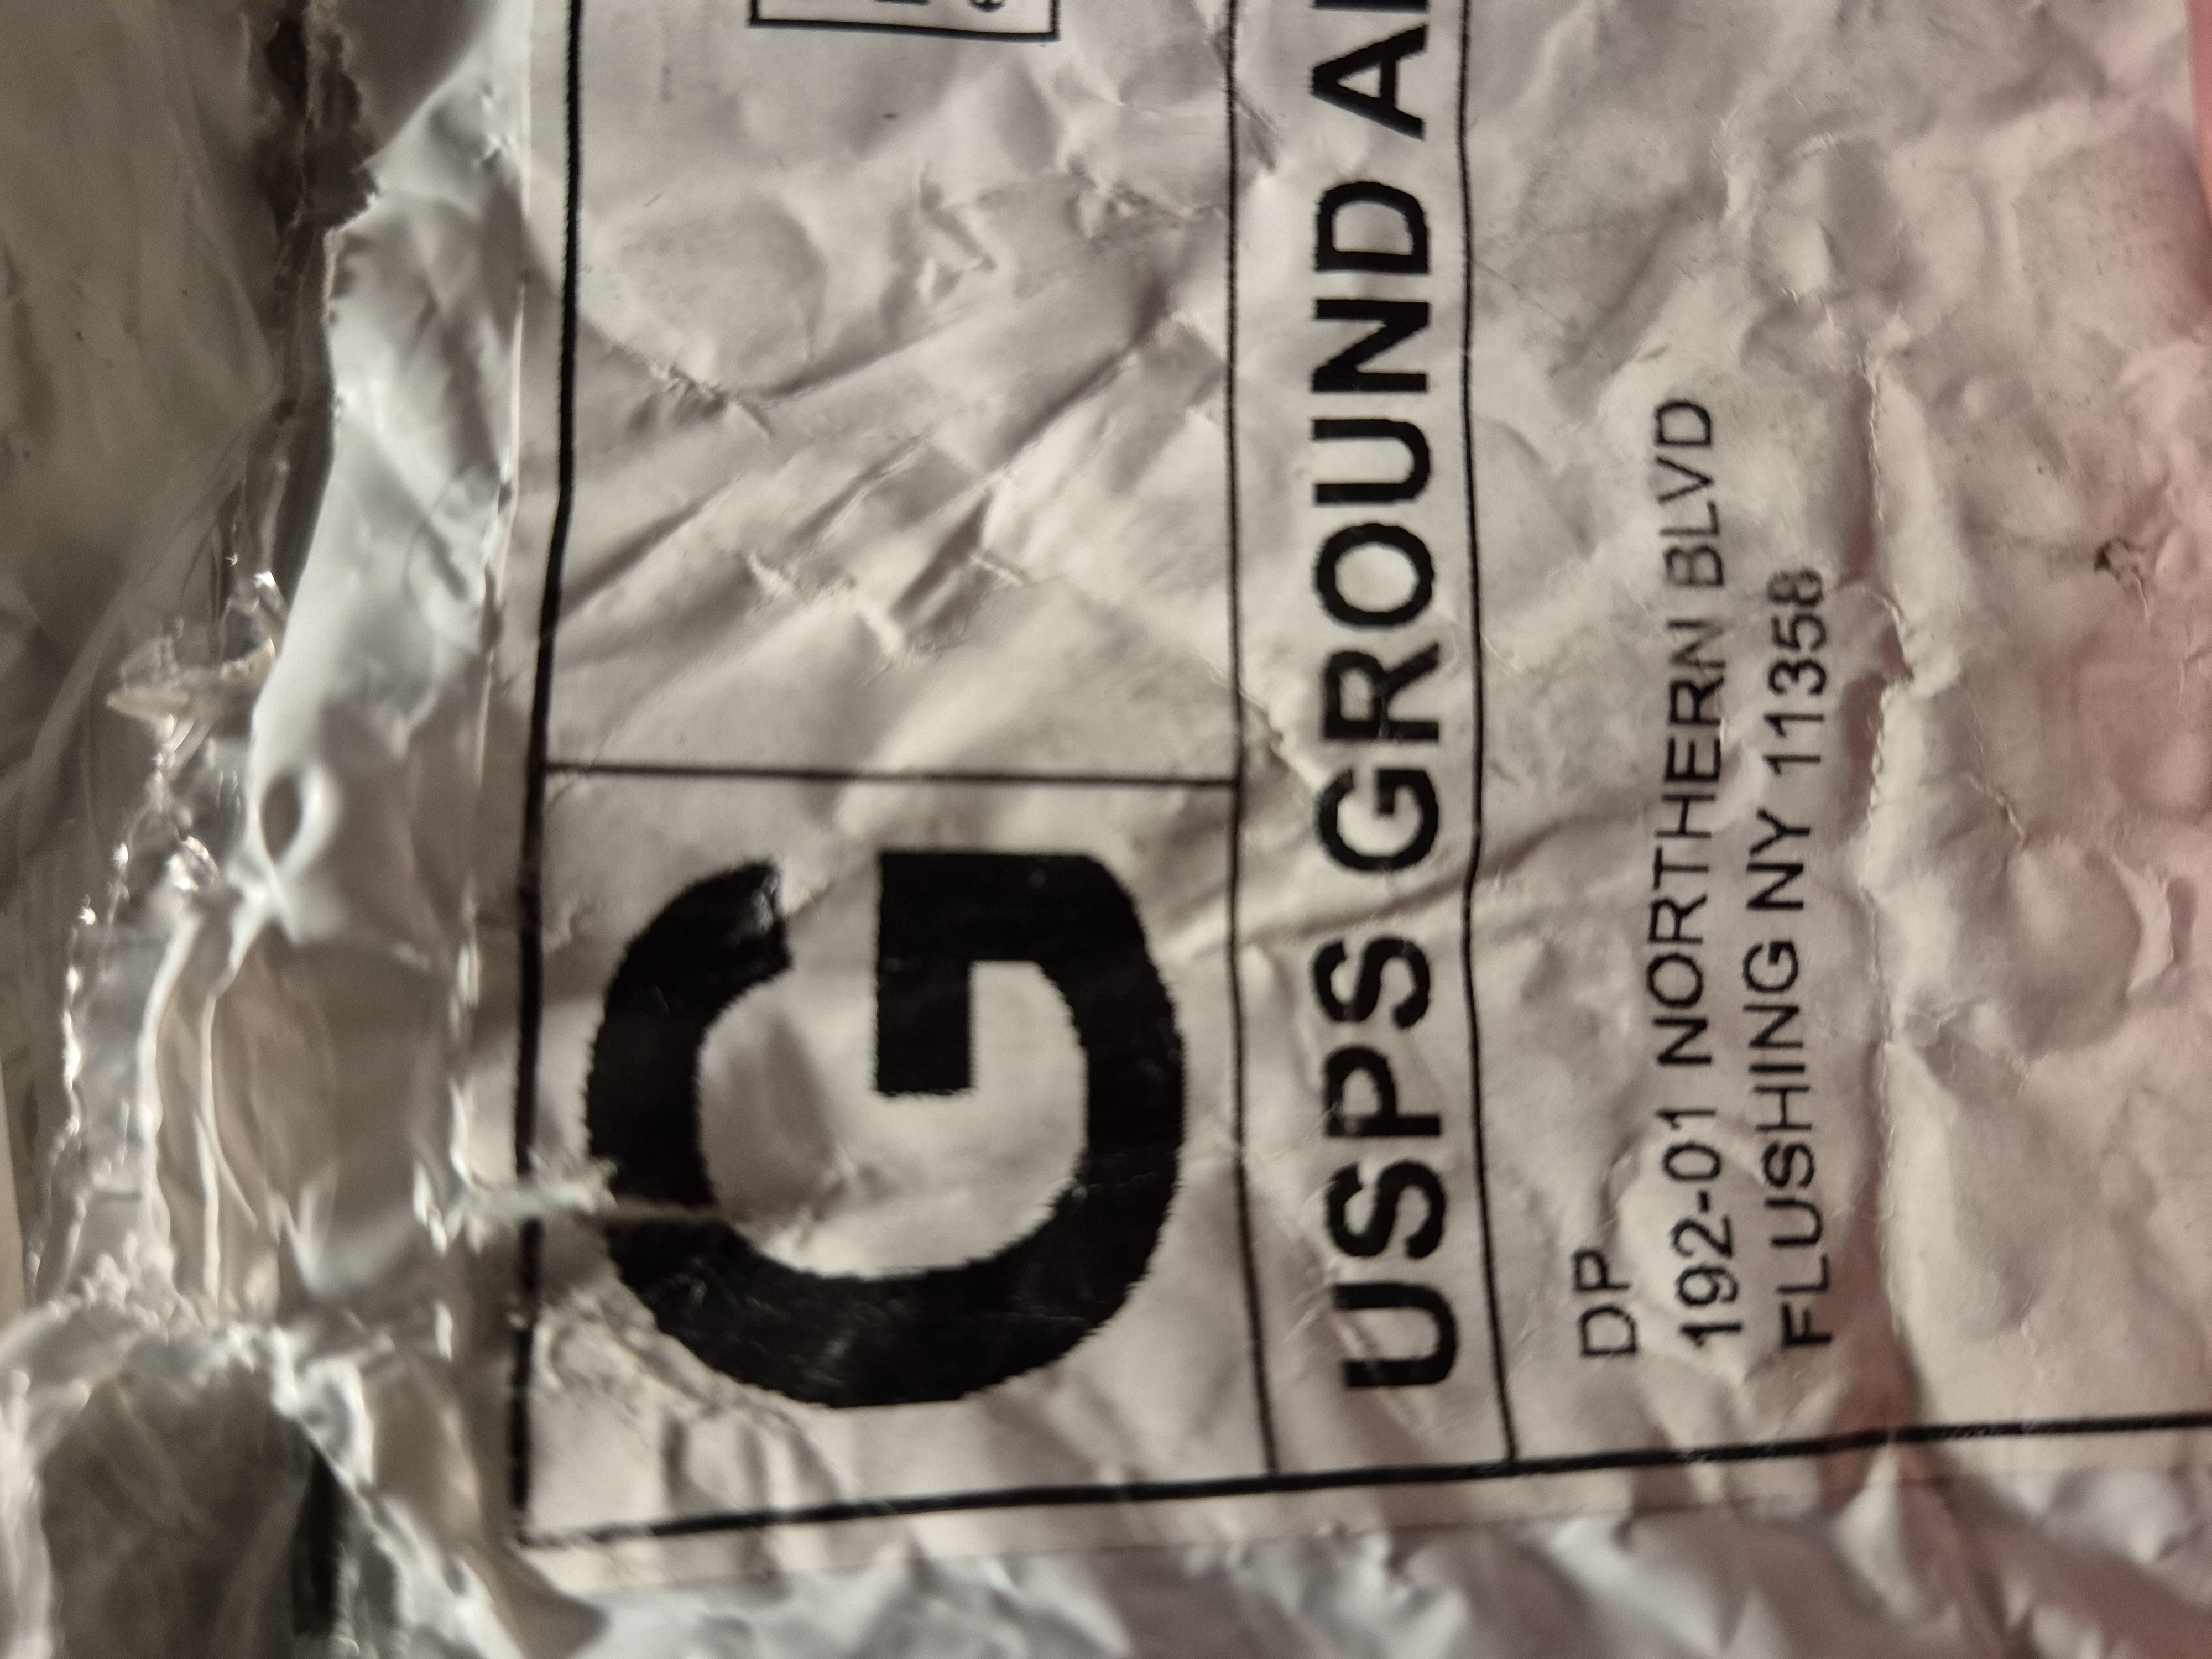 G
USPS GROUND
DP
192-01 NORTHERN BLVD
FLUSHING NY 11358